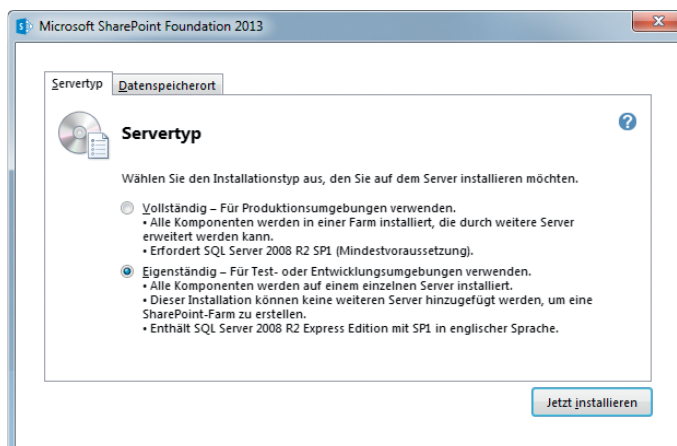 Microsoft SharePoint Foundation 2013
Servertyp
Datenspeicherort
Servertyp
Wählen Sie den Installationstyp aus, den Sie auf dem Server installieren möchten.
Vollständig – Für Produktionsumgebungen verwenden.
• Alle Komponenten werden in einer Farm installiert, die durch weitere Server
erweitert werden kann.
• Erfordert SQL Server 2008 R2 SP1 (Mindestvoraussetzung).
Eigenständig – Für Test- oder Entwicklungsumgebungen verwenden.
• Alle Komponenten werden auf einem einzelnen Server installiert.
• Dieser Installation können keine weiteren Server hinzugefügt werden, um eine
SharePoint-Farm zu erstellen.
• Enthält SQL Server 2008 R2 Express Edition mit SP1 in englischer Sprache.
Jetzt installieren